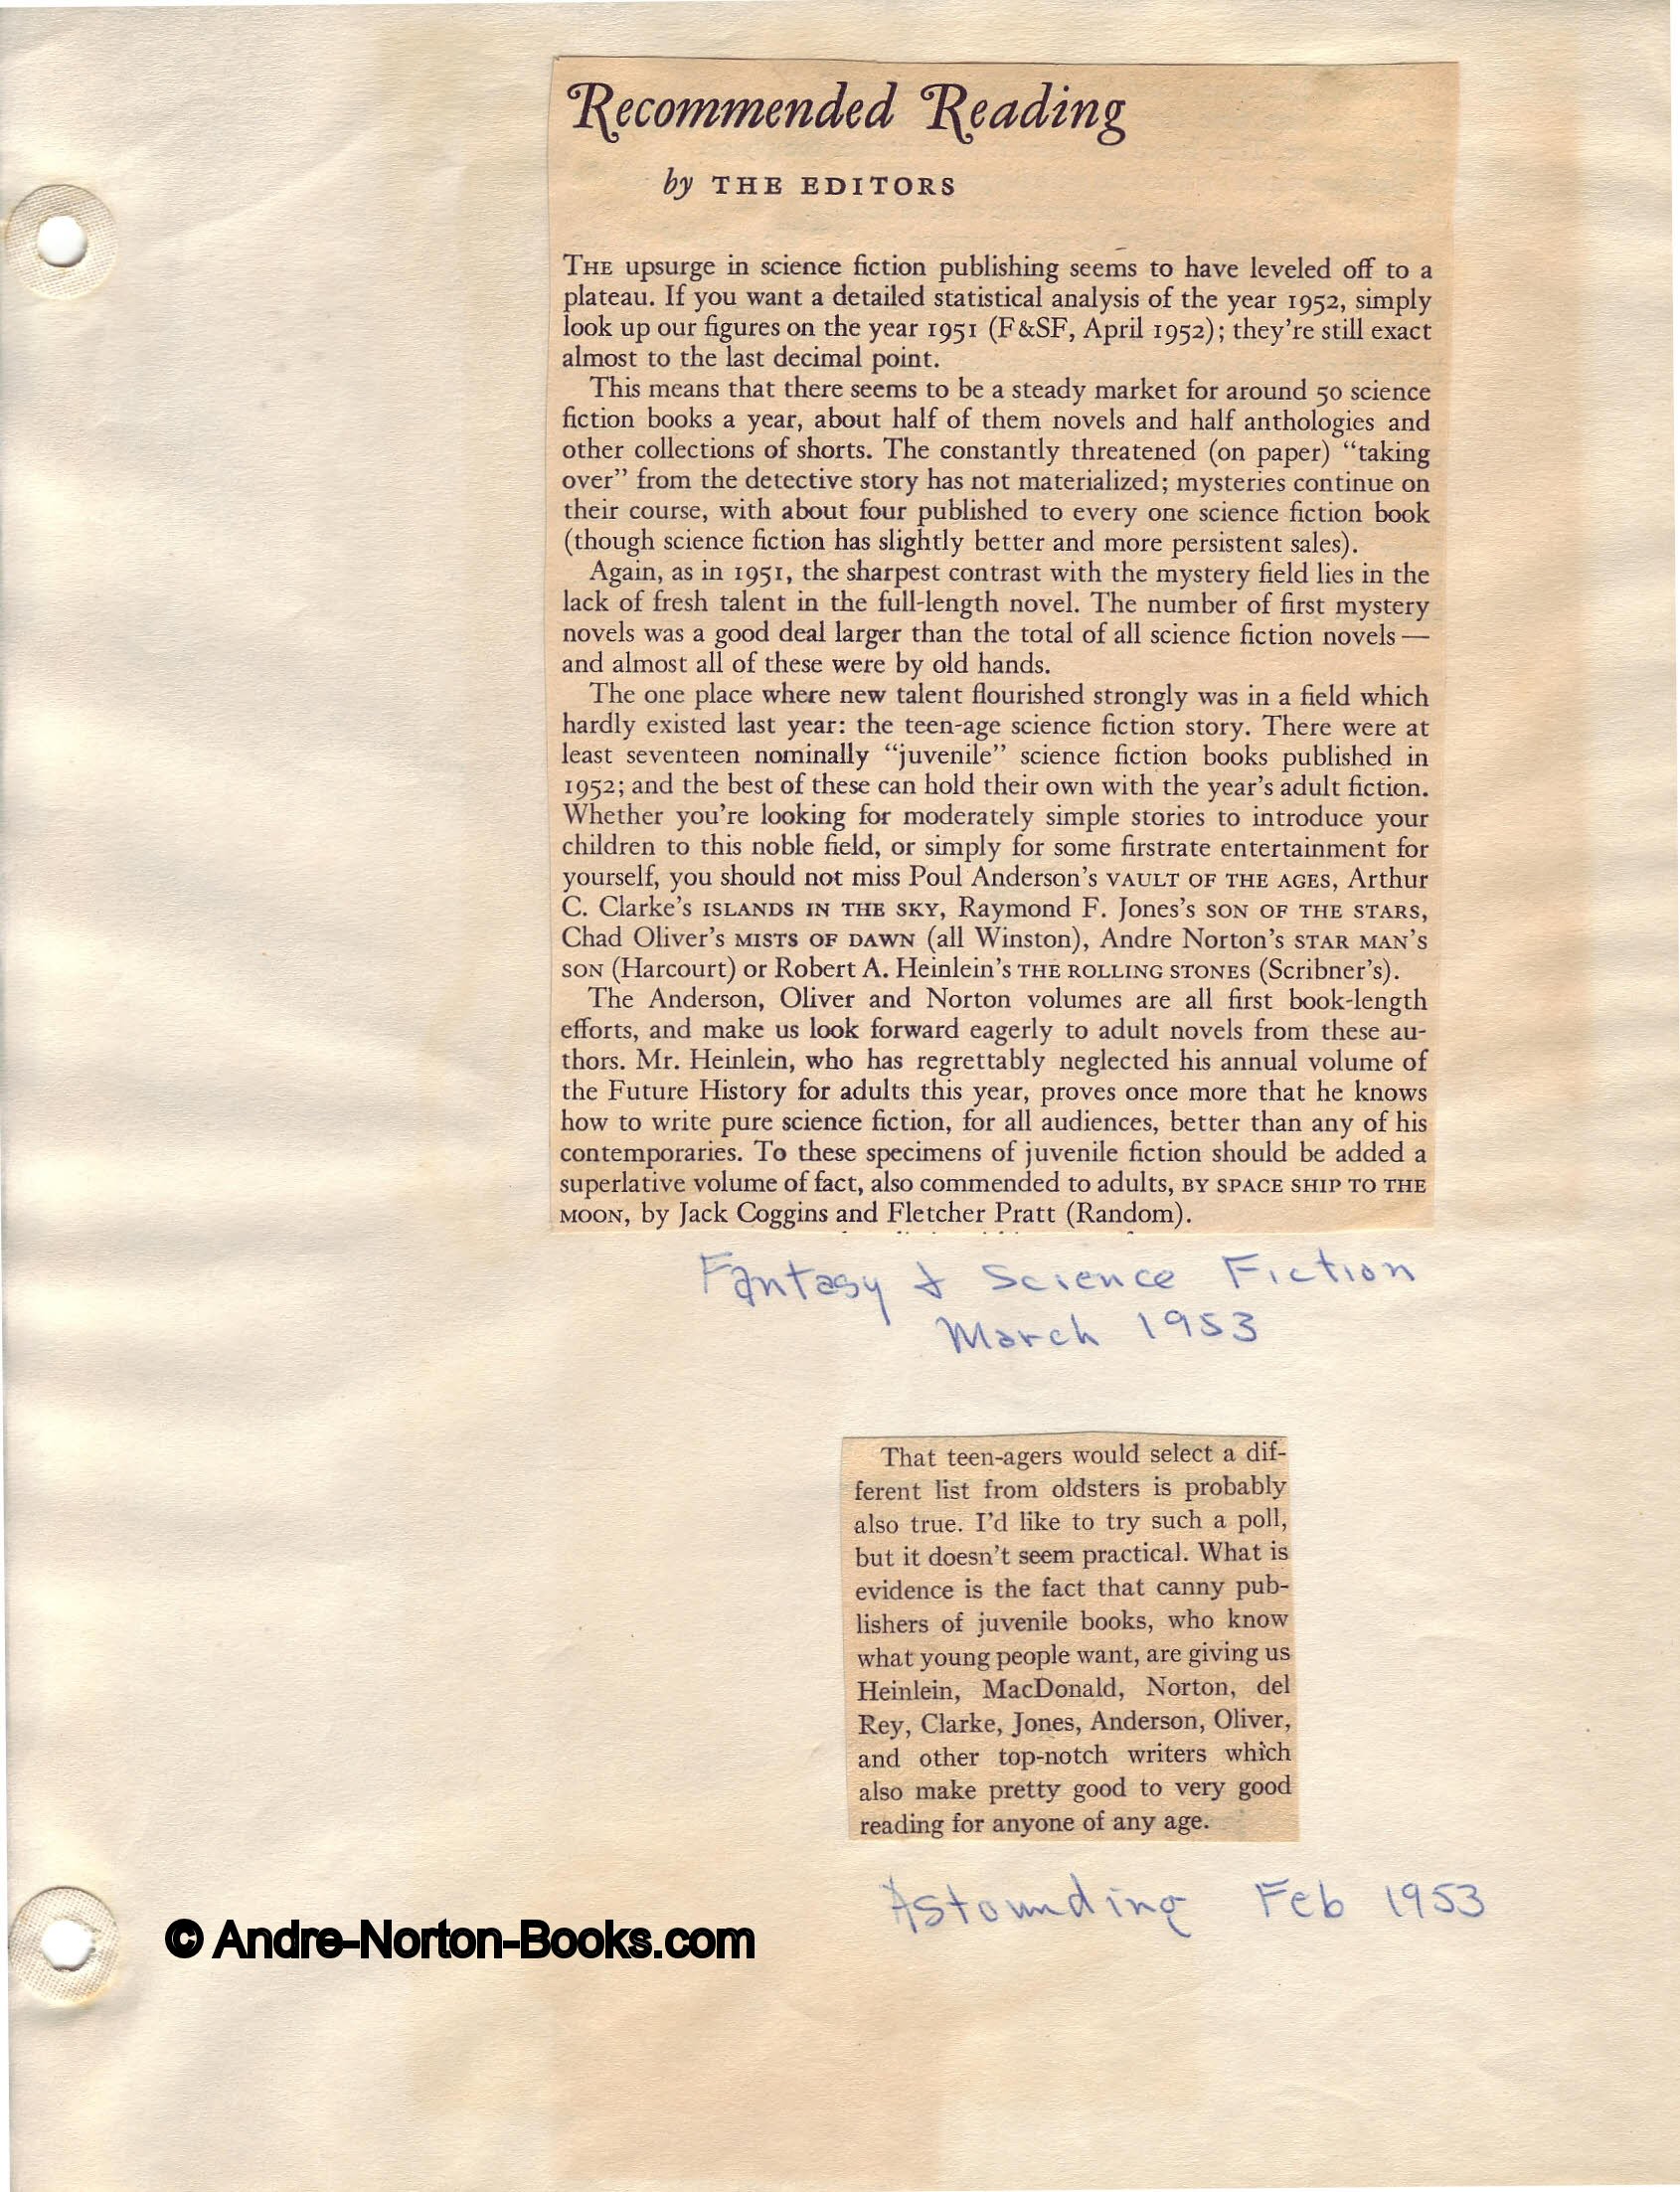 Recommended Reading
by THE EDITORS
THE upsurge in science fiction publishing seems to have leveled off to a
plateau. If you want a detailed statistical analysis of the year 1952, simply
look up our figures on the year 1951 (F&SF, April 1952); they're still exact
almost to the last decimal point.
This means that there seems to be a steady market for around 50 science
fiction books a year, about half of them novels and half anthologies and
other collections of shorts. The constantly threatened (on paper) "taking
over" from the detective story has not materialized; mysteries continue on
their course, with about four published to every one science fiction book
(though science fiction has slightly better and more persistent sales).
Again, as in 1951, the sharpest contrast with the mystery field lies in the
lack of fresh talent in the full-length novel. The number of first mystery
novels was a good deal larger than the total of all science fiction novels —
and almost all of these were by old hands.
The one place where new talent flourished strongly was in a field which
hardly existed last year: the teen-age science fiction story. There were at
least seventeen nominally "juvenile" science fiction books published in
1952; and the best of these can hold their own with the year's adult fiction.
Whether you're looking for moderately simple stories to introduce your
children to this noble field, or simply for some firstrate entertainment for
yourself, you should not miss Poul Anderson's VAULT OF THE AGES, Arthur
C. Clarke's ISLANDS IN THE SKY, Raymond F. Jones's SON OF THE STARS,
Chad Oliver's MISTS OF DAWN (all Winston), Andre Norton's STAR MAN'S
SON (Harcourt) or Robert A. Heinlein's THE ROLLING STONES (Scribner's).
The Anderson, Oliver and Norton volumes are all first book-length
efforts, and make us look forward eagerly to adult novels from these au-
thors. Mr. Heinlein, who has regrettably neglected his annual volume of
the Future History for adults this year, proves once more that he knows
how to write pure science fiction, for all audiences, better than any of his
contemporaries. To these specimens of juvenile fiction should be added a
superlative volume of fact, also commended to adults, BY SPACE SHIP TO THE
MOON, by Jack Coggins and Fletcher Pratt (Random).
Fantasy & Science Fiction
March 1953
That teen-agers would select a dif-
ferent list from oldsters is probably
also true. I'd like to try such a poll,
but it doesn't seem practical. What is
evidence is the fact that canny pub-
lishers of juvenile books, who know
what young people want, are giving us
Heinlein, MacDonald, Norton, del
Rey, Clarke, Jones, Anderson, Oliver,
and other top-notch writers which
also make pretty good to very good
reading for anyone of any age.
Astounding Feb 1953
© Andre-Norton-Books.com